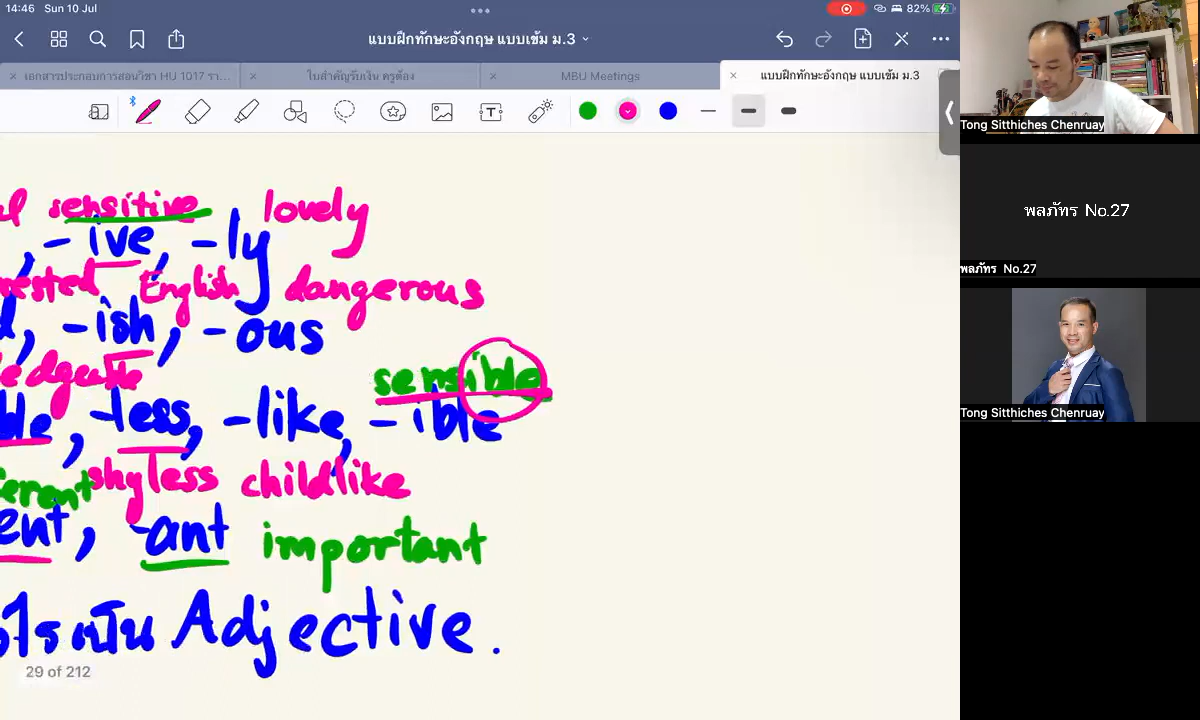 14:46 Sun 10 Jul
82%
แบบฝึกทักษะอังกฤษ แบบเข้ม ม.3
เอกสารประกอบการสอนวิชา HU 1017 รา...
ใบสำคัญรับเงิน ครูต้อง
MBU Meetings
แบบฝึกทักษะอังกฤษ แบบเข้ม ม.3
sensitive lovely
, -ive, -ly
English dangerous
, -ish, -ous
sensible
, -less, -like, -ible
shyless childlike
ent, -ant important
Adjective.
29 of 212
Tong Sitthiches Chenruay
พลภัทร No.27
พลภัทร No.27
Tong Sitthiches Chenruay